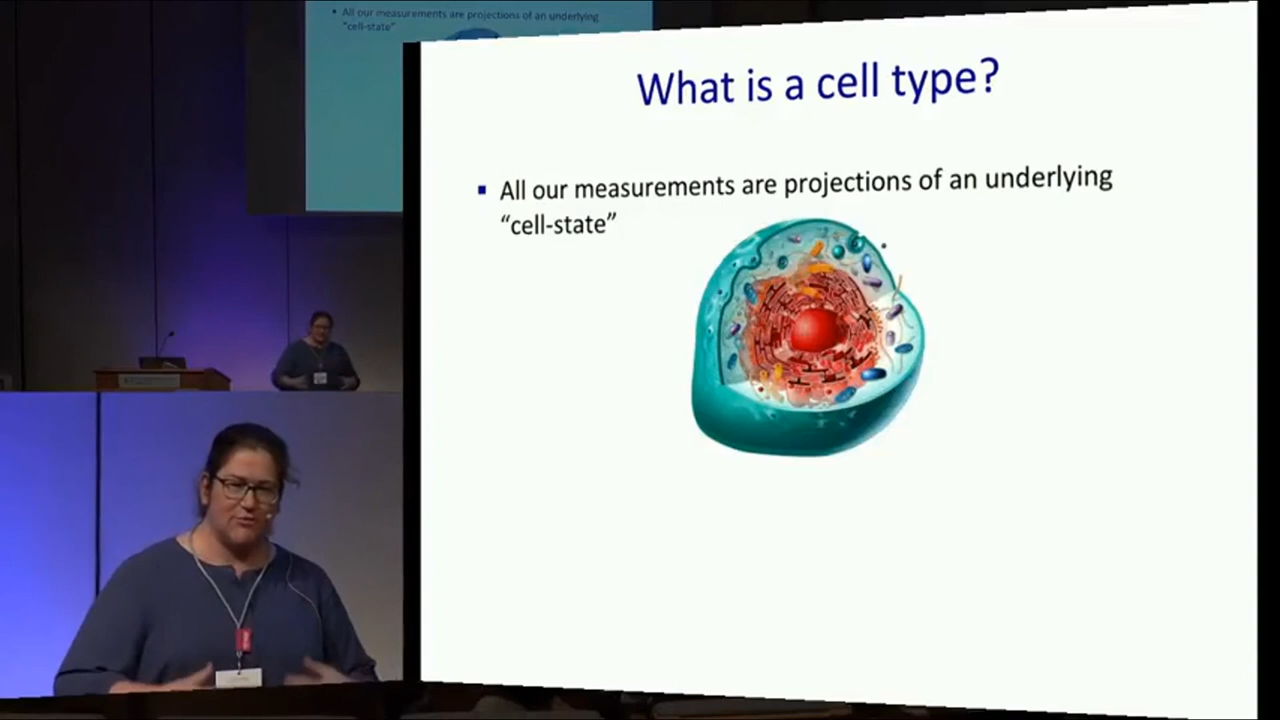 All our measurements are projections of an underlying
"cell-state"
What is a cell type?
All our measurements are projections of an underlying
“cell-state”